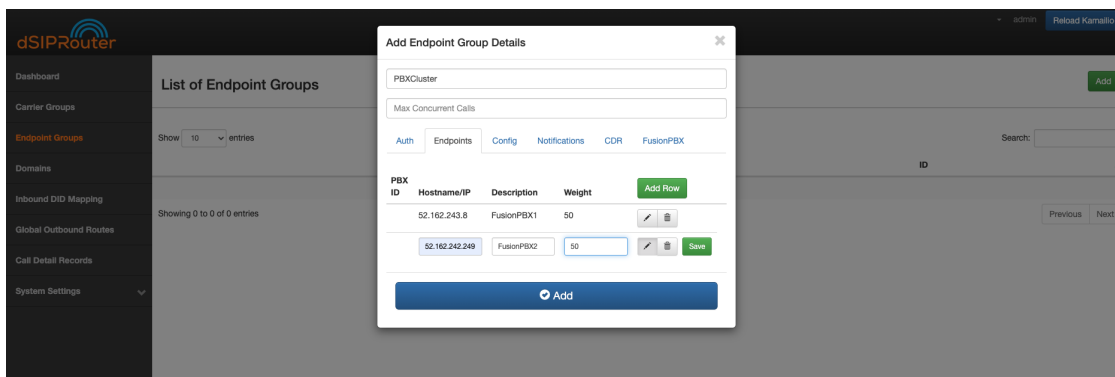 dSIPRouter
admin
Reload Kamailio
Dashboard
Carrier Groups
Endpoint Groups
Domains
Inbound DID Mapping
Global Outbound Routes
Call Detail Records
System Settings
List of Endpoint Groups
Add
Show 10 entries
Search:
ID
Showing 0 to 0 of 0 entries
Previous Next
Add Endpoint Group Details
PBXCluster
Max Concurrent Calls
Auth Endpoints Config Notifications CDR FusionPBX
PBX
ID Hostname/IP Description Weight Add Row
52.162.243.8 FusionPBX1 50
52.162.242.249 FusionPBX2 50 Save
Add